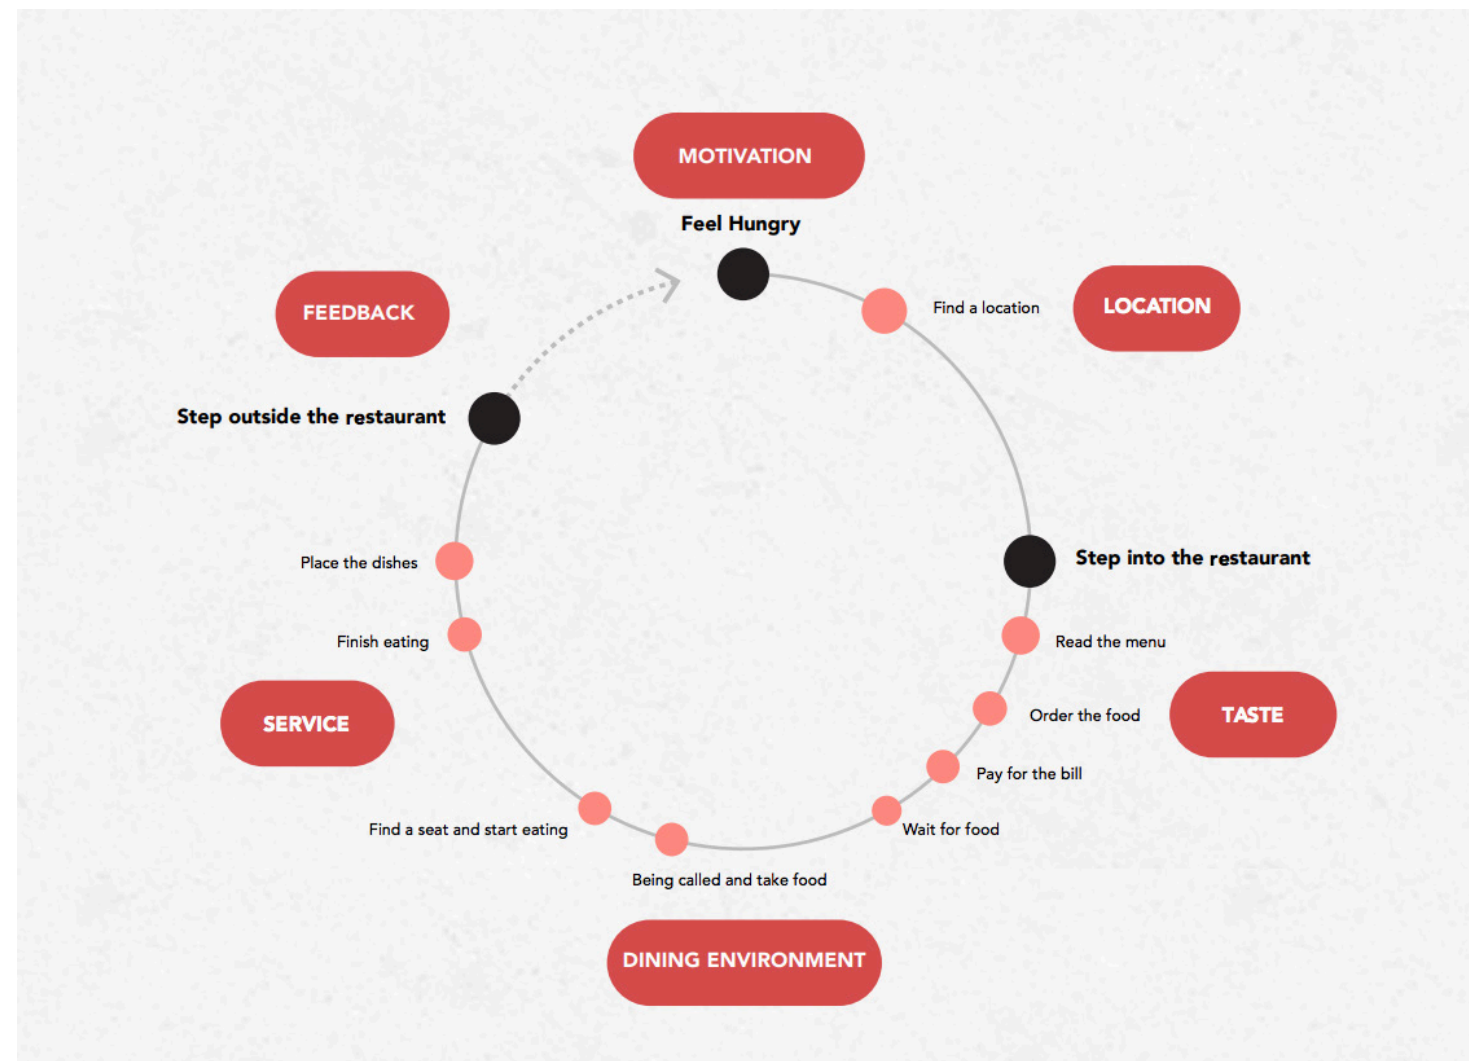 MOTIVATION
Feel Hungry
Find a location
LOCATION
Step into the restaurant
Read the menu
Order the food
TASTE
Pay for the bill
Wait for food
Being called and take food
DINING ENVIRONMENT
Find a seat and start eating
SERVICE
Finish eating
Place the dishes
Step outside the restaurant
FEEDBACK